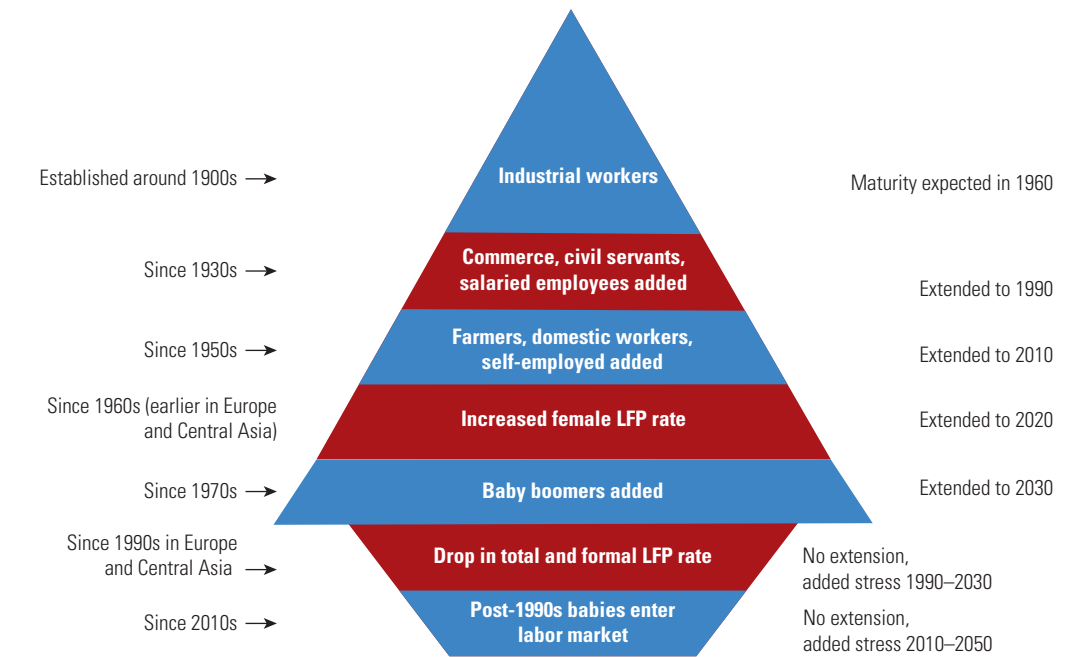 Established around 1900s →
Industrial workers
Maturity expected in 1960
Since 1930s →
Commerce, civil servants,
salaried employees added
Extended to 1990
Since 1950s →
Farmers, domestic workers,
self-employed added
Extended to 2010
Since 1960s (earlier in Europe
and Central Asia)
Increased female LFP rate
Extended to 2020
Since 1970s →
Baby boomers added
Extended to 2030
Since 1990s in Europe
and Central Asia →
Drop in total and formal LFP rate
No extension,
added stress 1990–2030
Since 2010s →
Post-1990s babies enter
labor market
No extension,
added stress 2010–2050